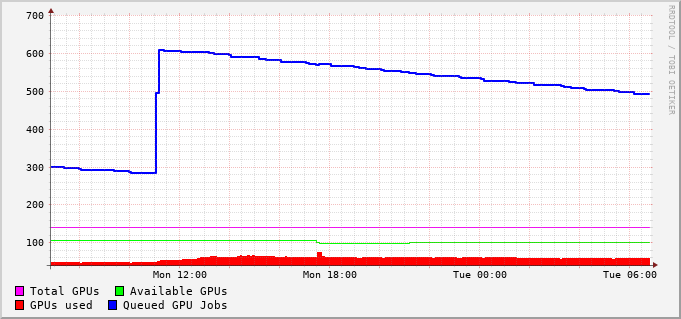 700
600
500
400
300
200
100
Mon 12:00 Mon 18:00 Tue 00:00 Tue 06:00
Total GPUs Available GPUs
GPUs used Queued GPU Jobs
RRDTOOL / TOBI OETIKER